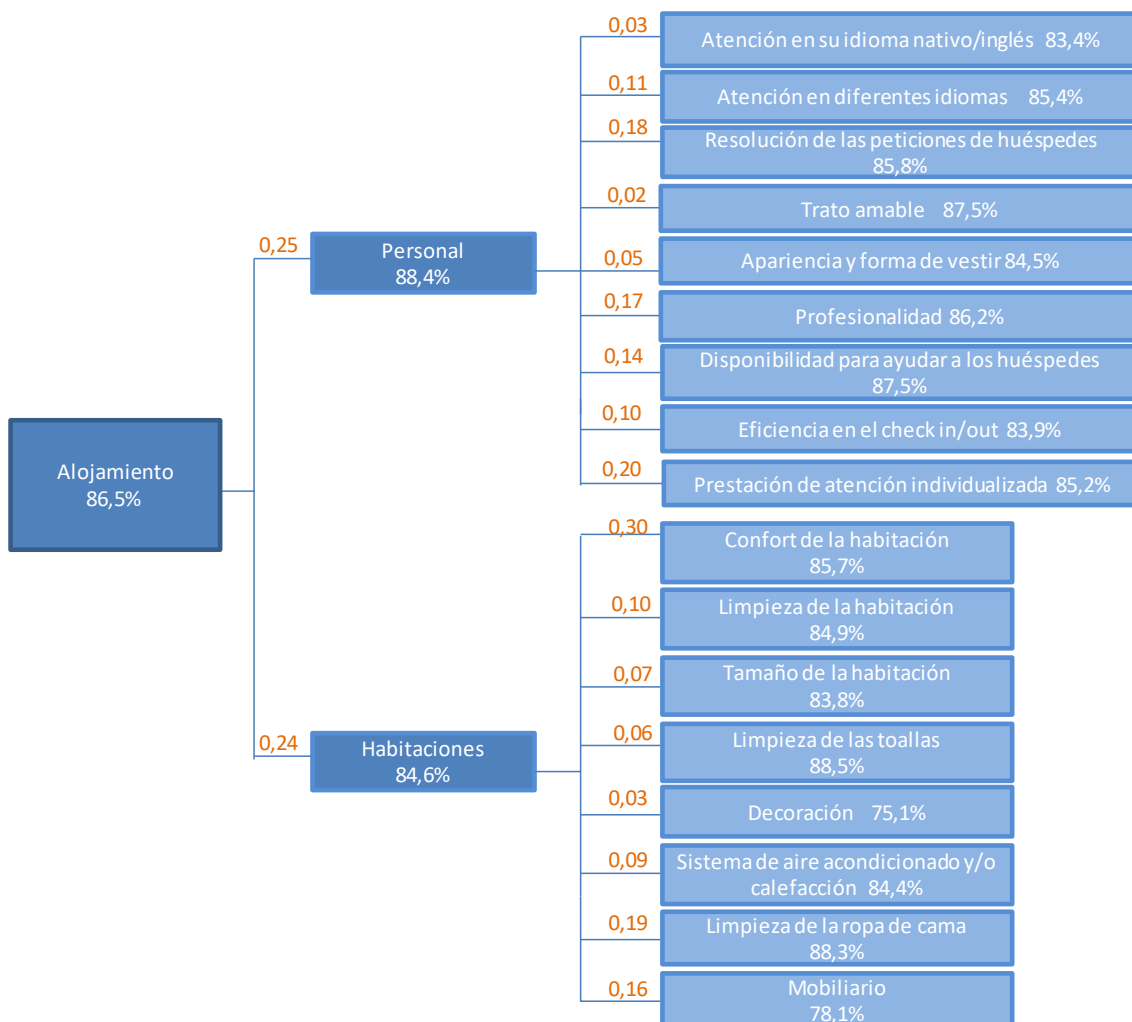 0,03
Atención en su idioma nativo/inglés 83,4%
0,11
Atención en diferentes idiomas 85,4%
0,18
Resolución de las peticiones de huéspedes
85,8%
0,02
Trato amable 87,5%
0,25
Personal
88,4%
0,05
Apariencia y forma de vestir 84,5%
0,17
Profesionalidad 86,2%
0,14
Disponibilidad para ayudar a los huéspedes
87,5%
0,10
Eficiencia en el check in/out 83,9%
0,20
Prestación de atención individualizada 85,2%
Alojamiento
86,5%
0,30
Confort de la habitación
85,7%
0,10
Limpieza de la habitación
84,9%
0,07
Tamaño de la habitación
83,8%
0,24
Habitaciones
84,6%
0,06
Limpieza de las toallas
88,5%
0,03
Decoración 75,1%
0,09
Sistema de aire acondicionado y/o
calefacción 84,4%
0,19
Limpieza de la ropa de cama
88,3%
0,16
Mobiliario
78,1%